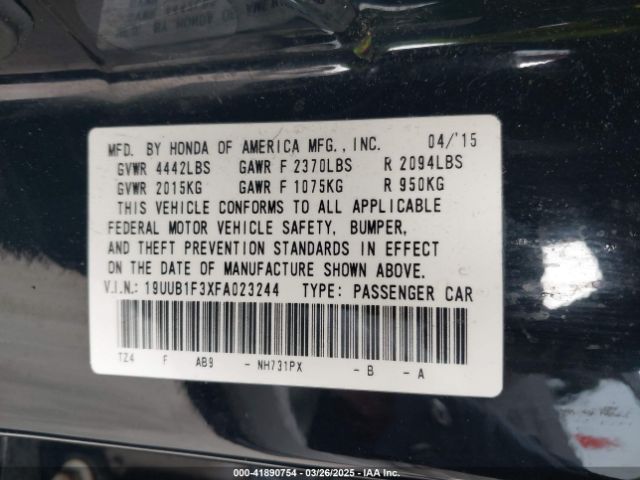 MFD. BY HONDA OF AMERICA MFG., INC. 04/'15
GVWR 4442LBS GAWR F 2370LBS R 2094LBS
GVWR 2015KG GAWR F 1075KG R 950KG
THIS VEHICLE CONFORMS TO ALL APPLICABLE
FEDERAL MOTOR VEHICLE SAFETY, BUMPER,
AND THEFT PREVENTION STANDARDS IN EFFECT
ON THE DATE OF MANUFACTURE SHOWN ABOVE.
V.I.N.: 19UUB1F3XFA023244 TYPE: PASSENGER CAR
TZ4 F AB9 - NH731PX - B - A
000-41890754 - 03/26/2025 - IAA Inc.